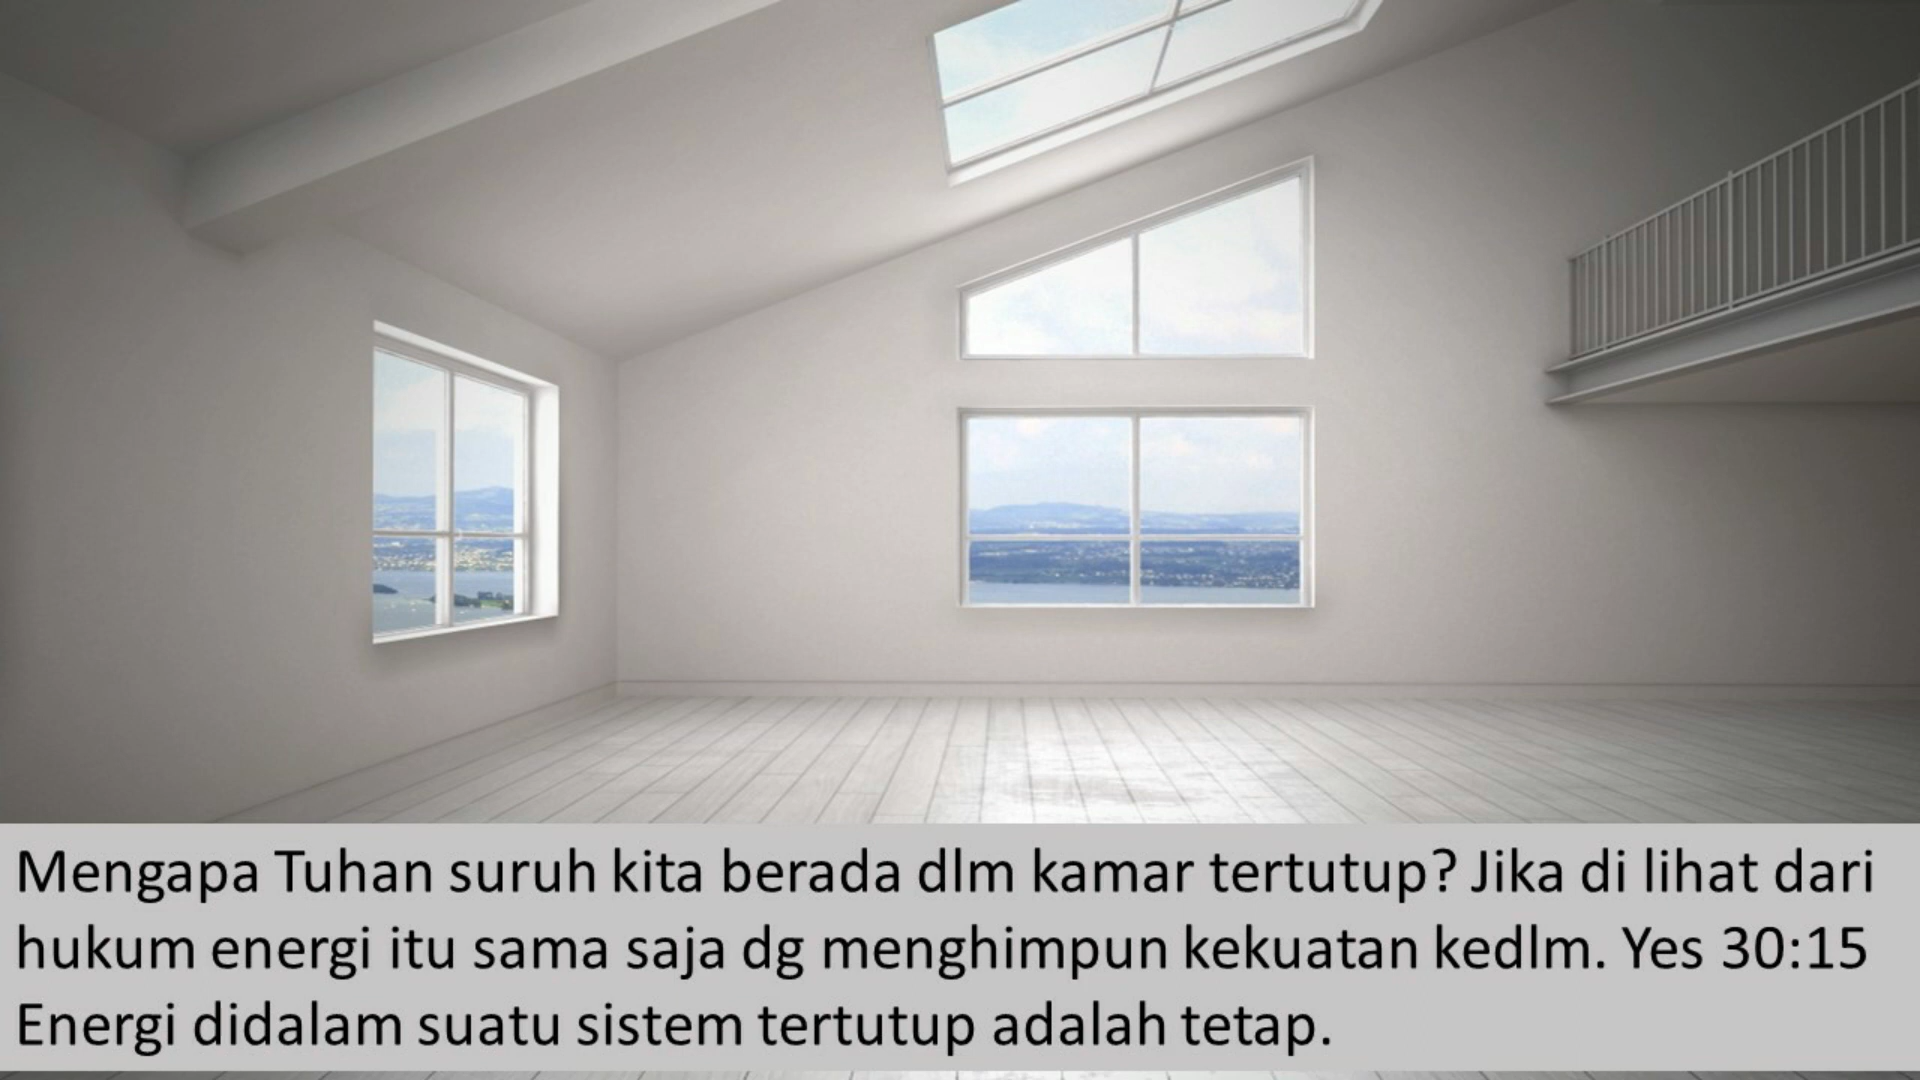 Mengapa Tuhan suruh kita berada dlm kamar tertutup? Jika di lihat dari
hukum energi itu sama saja dg menghimpun kekuatan kedlm. Yes 30:15
Energi didalam suatu sistem tertutup adalah tetap.